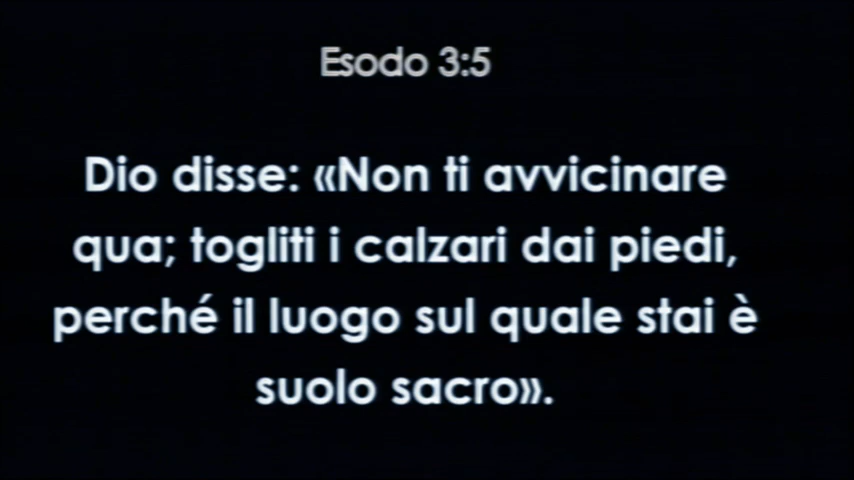 Esodo 3:5
Dio disse: «Non ti avvicinare
qua; togliti i calzari dai piedi,
perché il luogo sul quale stai è
suolo sacro».